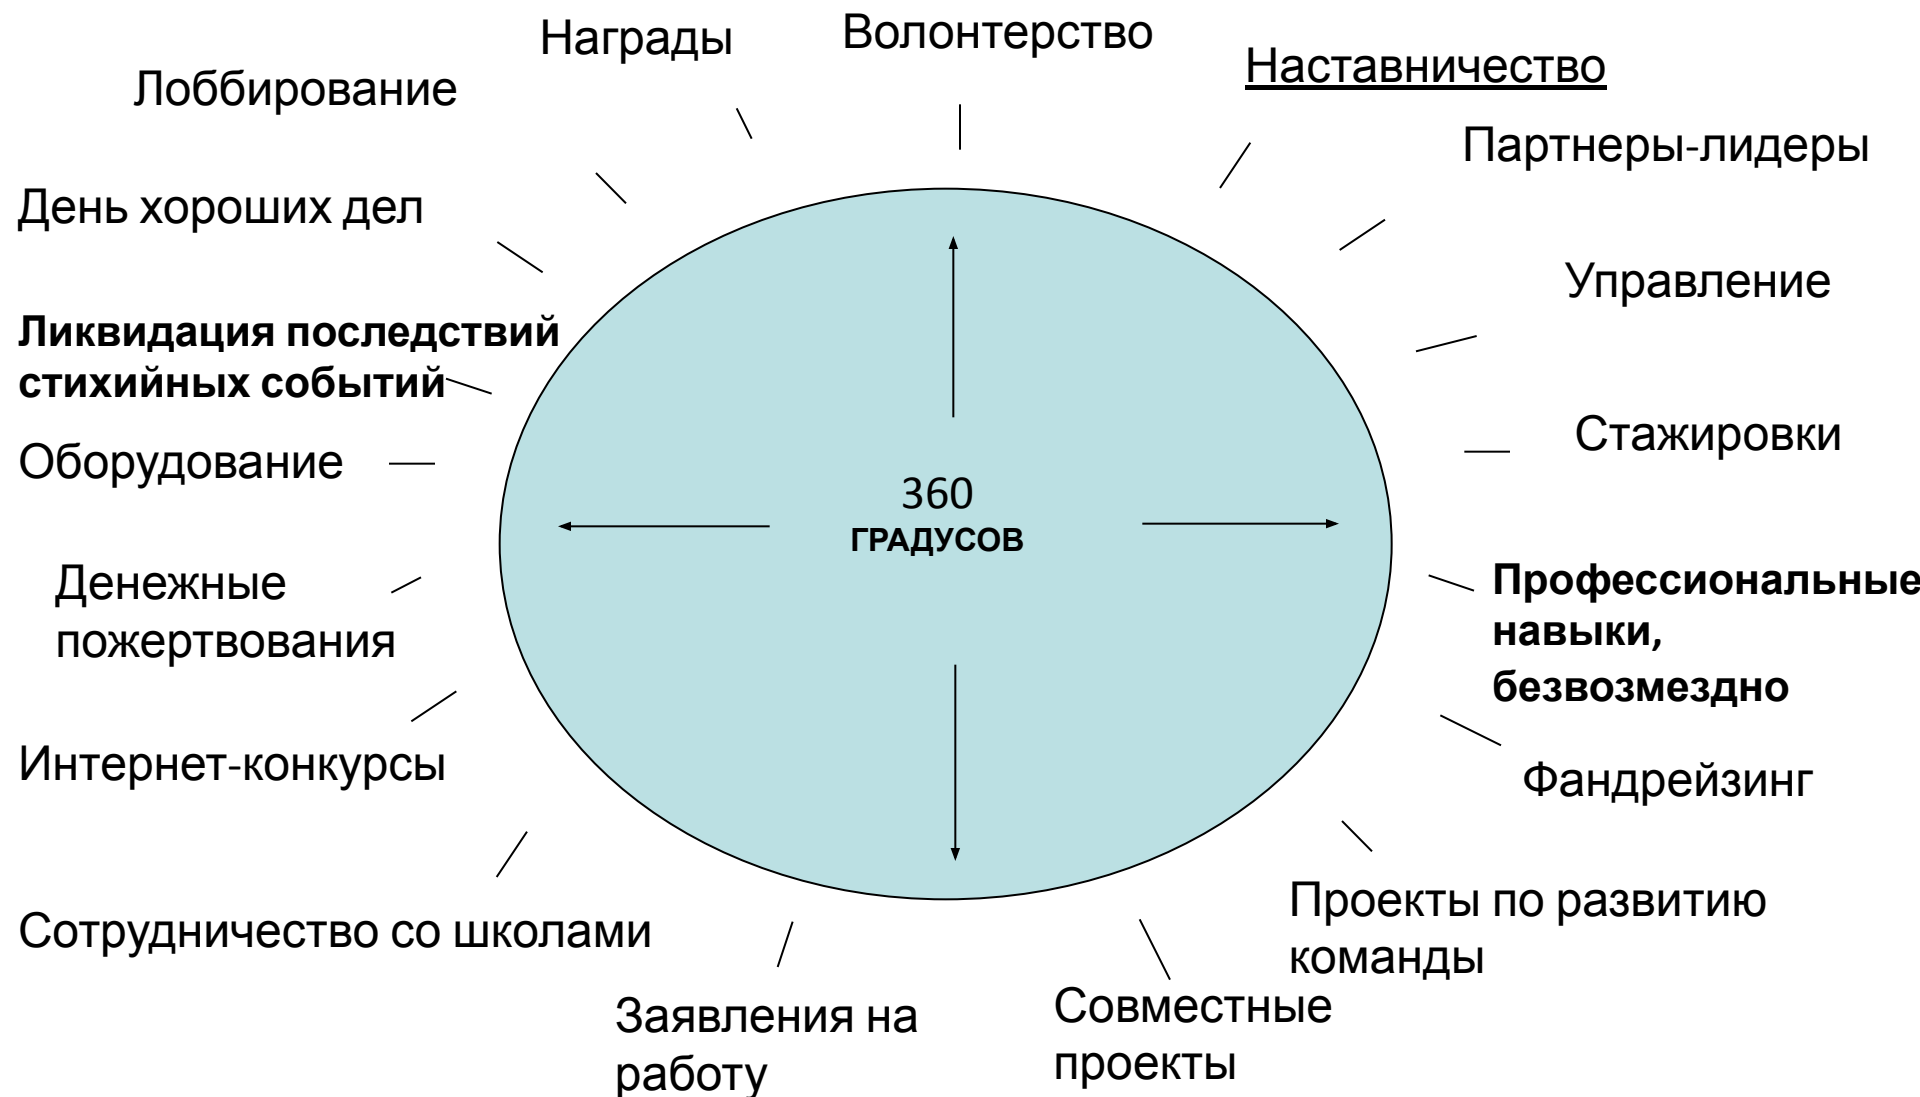 Награды
Волонтерство
Наставничество
Лоббирование
Партнеры-лидеры
День хороших дел
Управление
Ликвидация последствий
стихийных событий
Стажировки
Оборудование
360
ГРАДУСОВ
Денежные
пожертвования
Профессиональные
навыки,
безвозмездно
Интернет-конкурсы
Фандрейзинг
Сотрудничество со школами
Проекты по развитию
команды
Заявления на
работу
Совместные
проекты